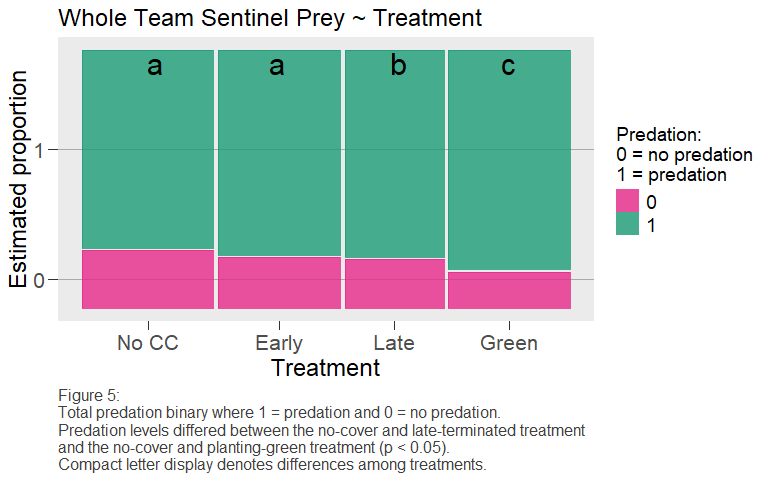 Whole Team Sentinel Prey ~ Treatment
a a b c
Estimated proportion
1
0
No CC Early Late Green
Treatment
Predation:
0 = no predation
1 = predation
0
1
Figure 5:
Total predation binary where 1 = predation and 0 = no predation.
Predation levels differed between the no-cover and late-terminated treatment
and the no-cover and planting-green treatment (p < 0.05).
Compact letter display denotes differences among treatments.